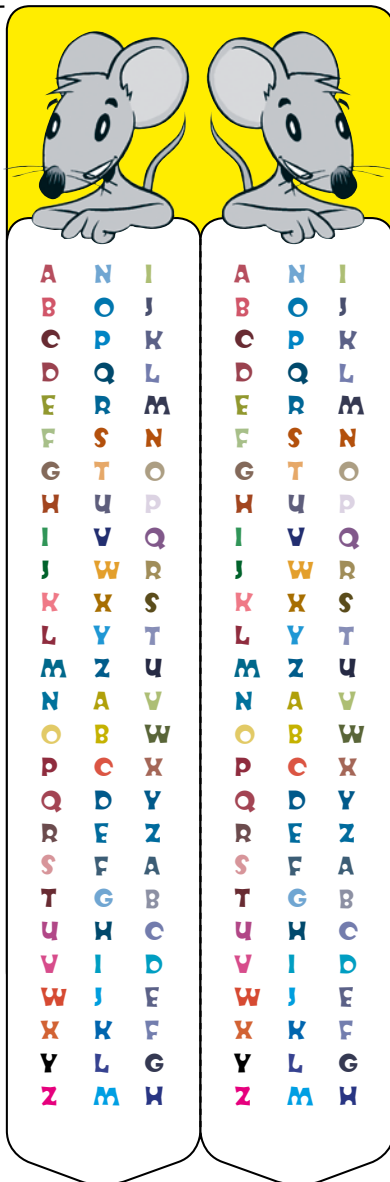 A N I A N I
B O J B O J
C P K C P K
D Q L D Q L
E R M E R M
F S N F S N
G T O G T O
H U P H U P
I V Q I V Q
J W R J W R
K X S K X S
L Y T L Y T
M Z U M Z U
N A V N A V
O B W O B W
P C X P C X
Q D Y Q D Y
R E Z R E Z
S F A S F A
T G B T G B
U H C U H C
V I D V I D
W J E W J E
X K F X K F
Y L G Y L G
Z M H Z M H